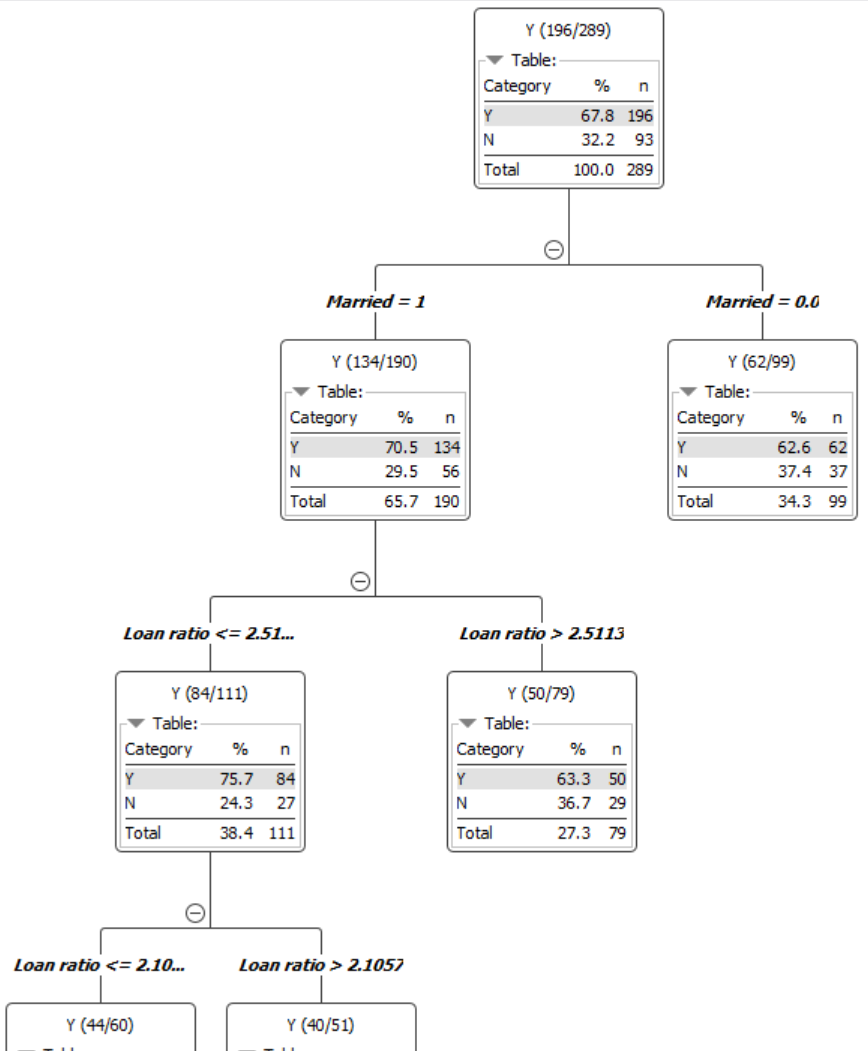 Y (196/289)
Table:
Category % n
Y 67.8 196
N 32.2 93
Total 100.0 289
Married = 1
Married = 0.0
Y (134/190)
Table:
Category % n
Y 70.5 134
N 29.5 56
Total 65.7 190
Y (62/99)
Table:
Category % n
Y 62.6 62
N 37.4 37
Total 34.3 99
Loan ratio <= 2.51...
Loan ratio > 2.5113
Y (84/111)
Table:
Category % n
Y 75.7 84
N 24.3 27
Total 38.4 111
Y (50/79)
Table:
Category % n
Y 63.3 50
N 36.7 29
Total 27.3 79
Loan ratio <= 2.10...
Loan ratio > 2.1057
Y (44/60)
Y (40/51)